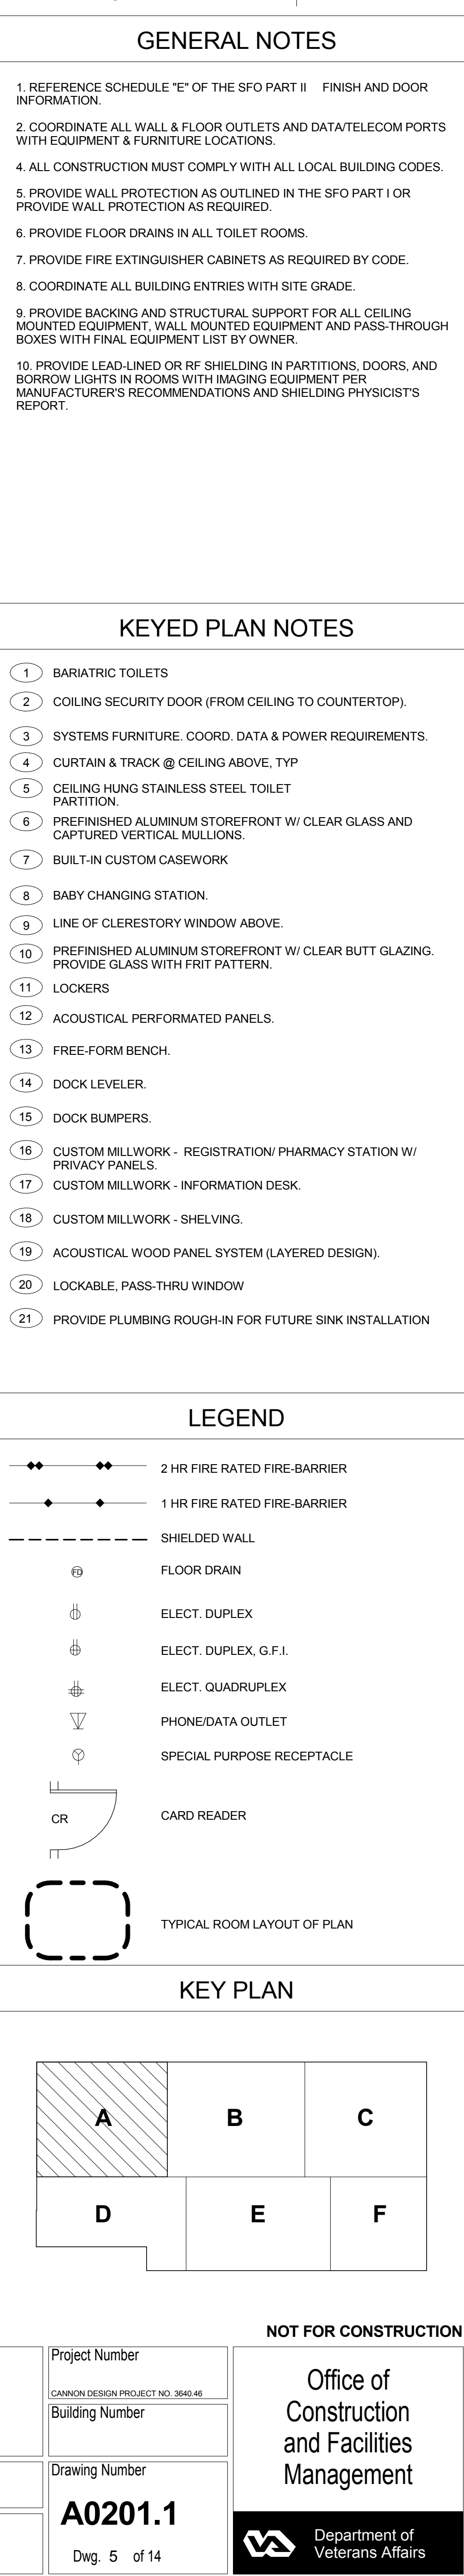 GENERAL NOTES
1. REFERENCE SCHEDULE "E" OF THE SFO PART II FINISH AND DOOR
INFORMATION.
2. COORDINATE ALL WALL & FLOOR OUTLETS AND DATA/TELECOM PORTS
WITH EQUIPMENT & FURNITURE LOCATIONS.
4. ALL CONSTRUCTION MUST COMPLY WITH ALL LOCAL BUILDING CODES.
5. PROVIDE WALL PROTECTION AS OUTLINED IN THE SFO PART I OR
PROVIDE WALL PROTECTION AS REQUIRED.
6. PROVIDE FLOOR DRAINS IN ALL TOILET ROOMS.
7. PROVIDE FIRE EXTINGUISHER CABINETS AS REQUIRED BY CODE.
8. COORDINATE ALL BUILDING ENTRIES WITH SITE GRADE.
9. PROVIDE BACKING AND STRUCTURAL SUPPORT FOR ALL CEILING
MOUNTED EQUIPMENT, WALL MOUNTED EQUIPMENT AND PASS-THROUGH
BOXES WITH FINAL EQUIPMENT LIST BY OWNER.
10. PROVIDE LEAD-LINED OR RF SHIELDING IN PARTITIONS, DOORS, AND
BORROW LIGHTS IN ROOMS WITH IMAGING EQUIPMENT PER
MANUFACTURER'S RECOMMENDATIONS AND SHIELDING PHYSICIST'S
REPORT.
KEYED PLAN NOTES
1 BARIATRIC TOILETS
2 COILING SECURITY DOOR (FROM CEILING TO COUNTERTOP).
3 SYSTEMS FURNITURE. COORD. DATA & POWER REQUIREMENTS.
4 CURTAIN & TRACK @ CEILING ABOVE, TYP
5 CEILING HUNG STAINLESS STEEL TOILET
PARTITION.
6 PREFINISHED ALUMINUM STOREFRONT W/ CLEAR GLASS AND
CAPTURED VERTICAL MULLIONS.
7 BUILT-IN CUSTOM CASEWORK
8 BABY CHANGING STATION.
9 LINE OF CLERESTORY WINDOW ABOVE.
10 PREFINISHED ALUMINUM STOREFRONT W/ CLEAR BUTT GLAZING.
PROVIDE GLASS WITH FRIT PATTERN.
11 LOCKERS
12 ACOUSTICAL PERFORMATED PANELS.
13 FREE-FORM BENCH.
14 DOCK LEVELER.
15 DOCK BUMPERS.
16 CUSTOM MILLWORK - REGISTRATION/ PHARMACY STATION W/
PRIVACY PANELS.
17 CUSTOM MILLWORK - INFORMATION DESK.
18 CUSTOM MILLWORK - SHELVING.
19 ACOUSTICAL WOOD PANEL SYSTEM (LAYERED DESIGN).
20 LOCKABLE, PASS-THRU WINDOW
21 PROVIDE PLUMBING ROUGH-IN FOR FUTURE SINK INSTALLATION
LEGEND
2 HR FIRE RATED FIRE-BARRIER
1 HR FIRE RATED FIRE-BARRIER
SHIELDED WALL
FD FLOOR DRAIN
ELECT. DUPLEX
ELECT. DUPLEX, G.F.I.
ELECT. QUADRUPLEX
PHONE/DATA OUTLET
SPECIAL PURPOSE RECEPTACLE
CR CARD READER
TYPICAL ROOM LAYOUT OF PLAN
KEY PLAN
A B C
D E F
NOT FOR CONSTRUCTION
Project Number
CANNON DESIGN PROJECT NO. 3640.46
Building Number
Drawing Number
A0201.1
Dwg. 5 of 14
Office of
Construction
and Facilities
Management
VA Department of
Veterans Affairs